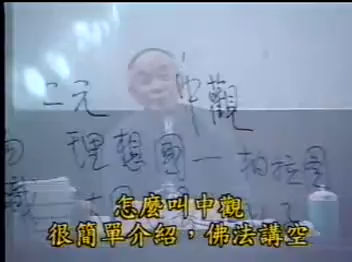 二元 中觀
理想國—柏拉圖
怎麼叫中觀
很簡單介紹，佛法講空